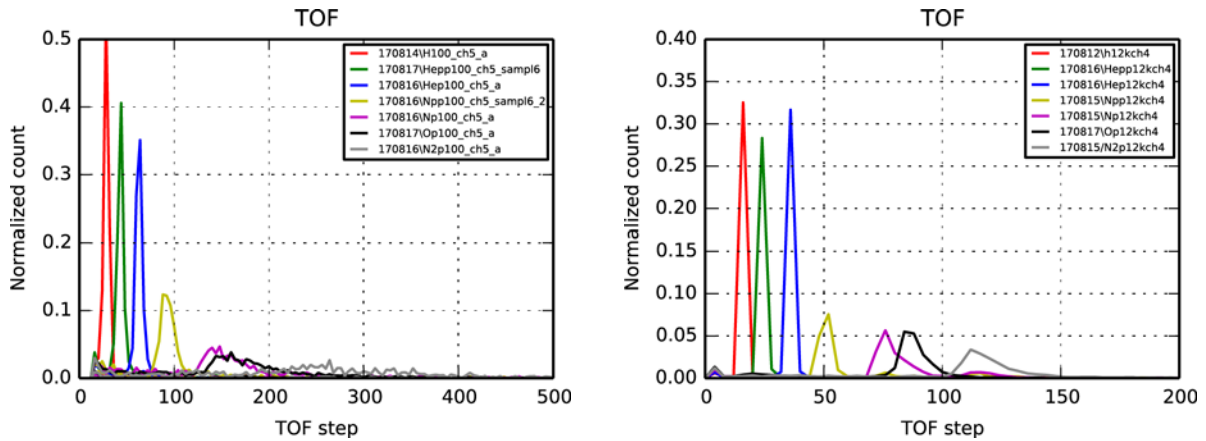 TOF
0.5
0.4
0.3
0.2
0.1
0.0
Normalized count
170814\H100_ch5_a
170817\Hepp100_ch5_sampl6
170816\Hep100_ch5_a
170816\Npp100_ch5_sampl6_2
170816\Np100_ch5_a
170817\Op100_ch5_a
170816\N2p100_ch5_a
0 100 200 300 400 500
TOF step
TOF
0.40
0.35
0.30
0.25
0.20
0.15
0.10
0.05
0.00
Normalized count
170812\h12kch4
170816\Hepp12kch4
170816\Hep12kch4
170815\Npp12kch4
170815\Np12kch4
170817\Op12kch4
170815/N2p12kch4
0 50 100 150 200
TOF step